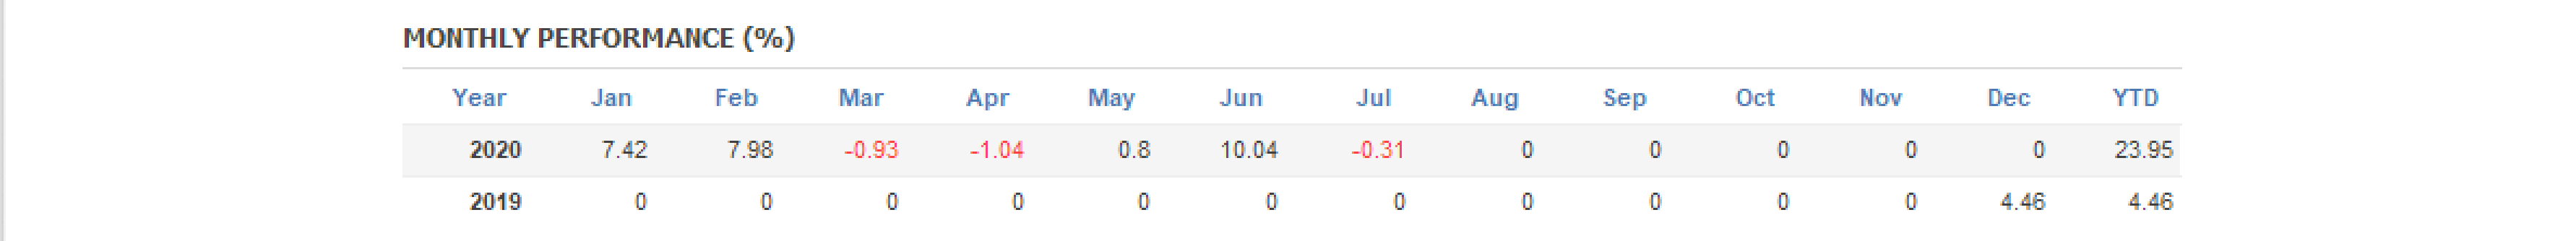 MONTHLY PERFORMANCE (%)
Year Jan Feb Mar Apr May Jun Jul Aug Sep Oct Nov Dec YTD
2020 7.42 7.98 -0.93 -1.04 0.8 10.04 -0.31 0 0 0 0 0 23.95
2019 0 0 0 0 0 0 0 0 0 0 0 4.46 4.46